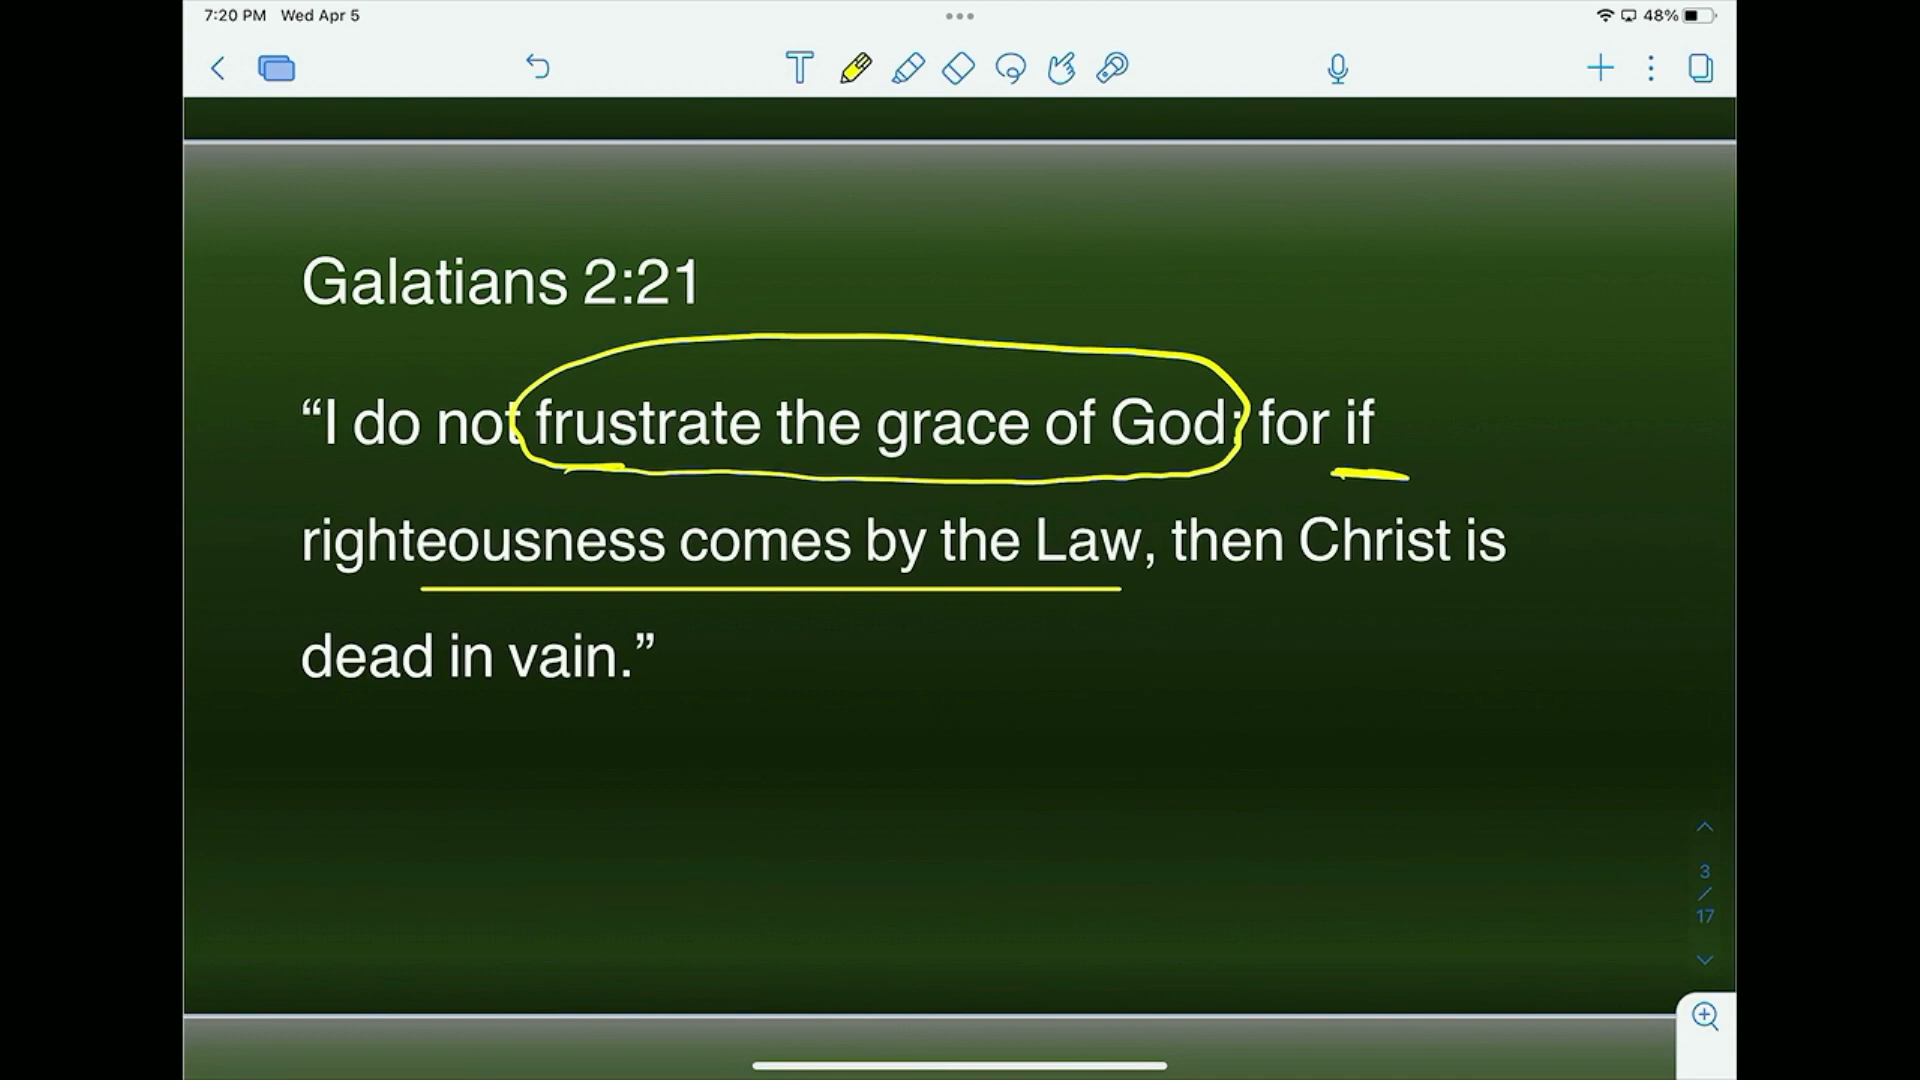 7:20 PM Wed Apr 5
48%
T
Galatians 2:21
“I do not frustrate the grace of God; for if
righteousness comes by the Law, then Christ is
dead in vain.”
3
/
17